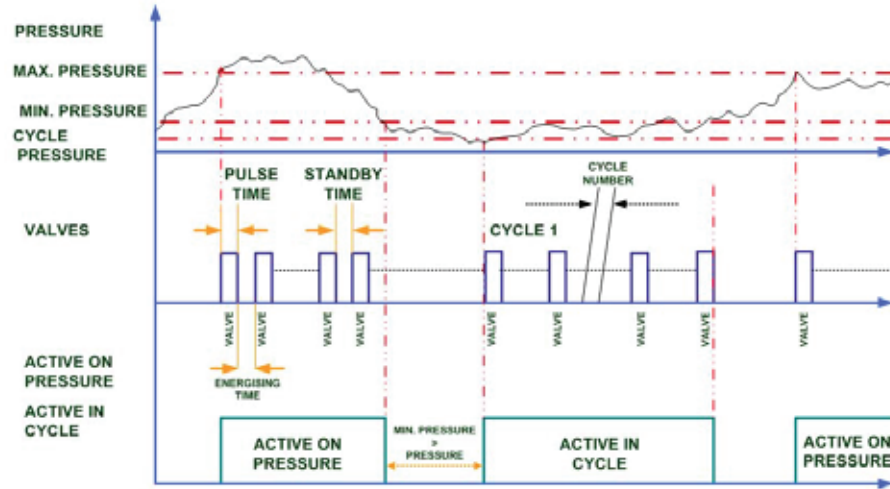 PRESSURE
MAX. PRESSURE
MIN. PRESSURE
CYCLE
PRESSURE
PULSE
TIME
STANDBY
TIME
CYCLE
NUMBER
VALVES
CYCLE 1
VALVE
VALVE
VALVE
VALVE
VALVE
VALVE
VALVE
VALVE
VALVE
ACTIVE ON
PRESSURE
ENERGISING
TIME
ACTIVE IN
CYCLE
ACTIVE ON
PRESSURE
MIN. PRESSURE
>
PRESSURE
ACTIVE IN
CYCLE
ACTIVE ON
PRESSURE